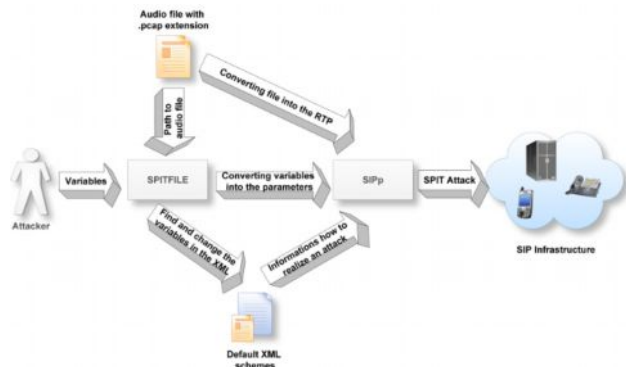 Audio file with
.pcap extension
Converting file into the RTP
Path to
audio file
Attacker
Variables
SPITFILE
Converting variables
into the parameters
SIPp
SPIT Attack
SIP Infrastructure
Find and change the
variables in the XML
Informations how to
realize an attack
Default XML
schemes